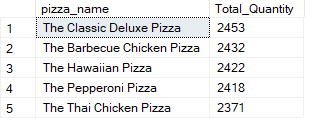 pizza_name Total_Quantity
1 The Classic Deluxe Pizza 2453
2 The Barbecue Chicken Pizza 2432
3 The Hawaiian Pizza 2422
4 The Pepperoni Pizza 2418
5 The Thai Chicken Pizza 2371